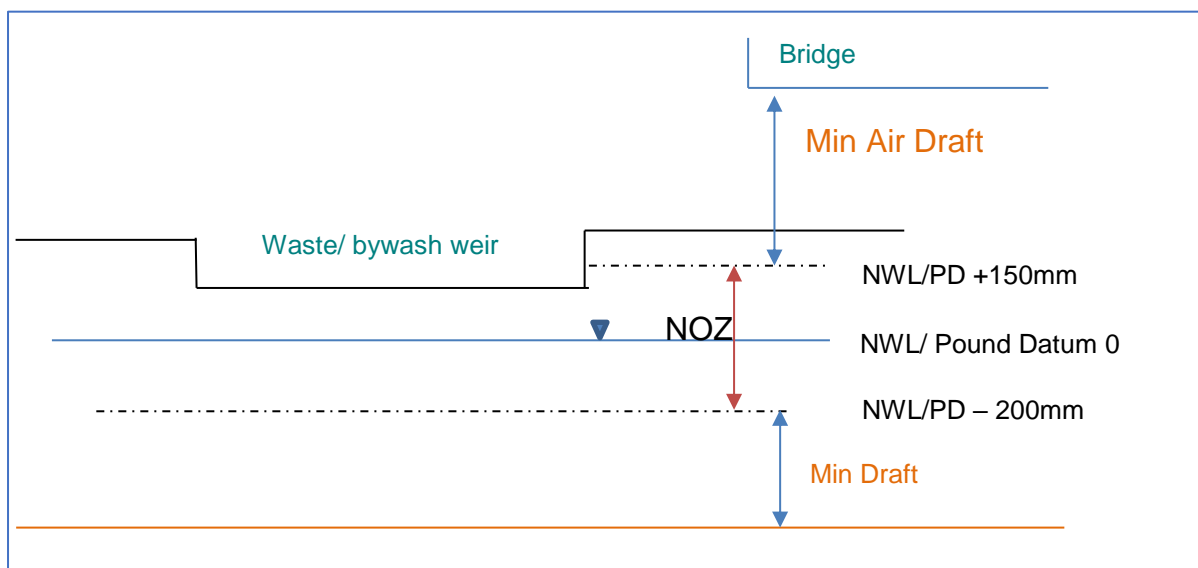 Bridge
Min Air Draft
Waste/ bywash weir
NWL/PD +150mm
NOZ
NWL/ Pound Datum 0
NWL/PD – 200mm
Min Draft